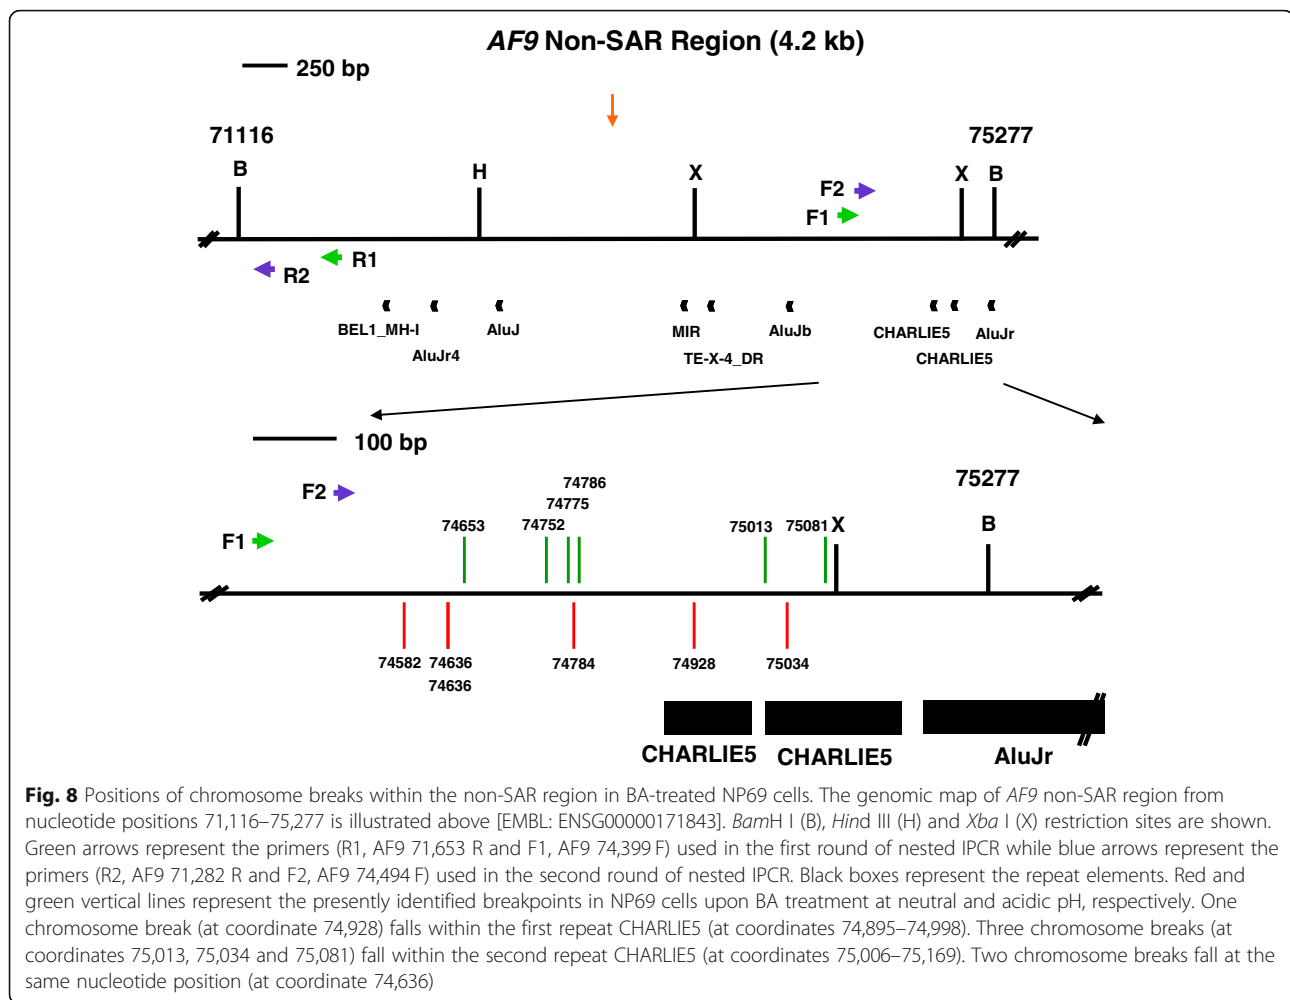 AF9 Non-SAR Region (4.2 kb)
250 bp
71116
75277
B
H
X
X
B
F2
F1
R1
R2
BEL1_MH-I
AluJr4
AluJ
MIR
TE-X-4_DR
AluJb
CHARLIE5
CHARLIE5
AluJr
100 bp
F2
F1
74653
74752
74775
74786
75013
75081
X
75277
B
74582
74636
74636
74784
74928
75034
CHARLIE5
CHARLIE5
AluJr
Fig. 8 Positions of chromosome breaks within the non-SAR region in BA-treated NP69 cells. The genomic map of AF9 non-SAR region from
nucleotide positions 71,116–75,277 is illustrated above [EMBL: ENSG00000171843]. BamH I (B), Hind III (H) and Xba I (X) restriction sites are shown.
Green arrows represent the primers (R1, AF9 71,653 R and F1, AF9 74,399 F) used in the first round of nested IPCR while blue arrows represent the
primers (R2, AF9 71,282 R and F2, AF9 74,494 F) used in the second round of nested IPCR. Black boxes represent the repeat elements. Red and
green vertical lines represent the presently identified breakpoints in NP69 cells upon BA treatment at neutral and acidic pH, respectively. One
chromosome break (at coordinate 74,928) falls within the first repeat CHARLIE5 (at coordinates 74,895–74,998). Three chromosome breaks (at
coordinates 75,013, 75,034 and 75,081) fall within the second repeat CHARLIE5 (at coordinates 75,006–75,169). Two chromosome breaks fall at the
same nucleotide position (at coordinate 74,636)